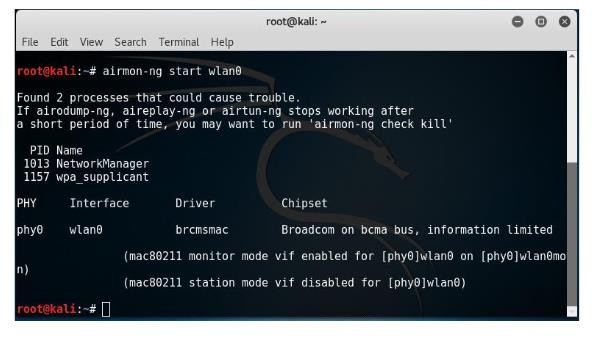 root@kali: ~
File Edit View Search Terminal Help
root@kali:~# airmon-ng start wlan0
Found 2 processes that could cause trouble.
If airodump-ng, aireplay-ng or airtun-ng stops working after
a short period of time, you may want to run 'airmon-ng check kill'
PID Name
1013 NetworkManager
1157 wpa_supplicant
PHY Interface Driver Chipset
phy0 wlan0 brcmsmac Broadcom on bcma bus, information limited
(mac80211 monitor mode vif enabled for [phy0]wlan0 on [phy0]wlan0mo
n)
(mac80211 station mode vif disabled for [phy0]wlan0)
root@kali:~#